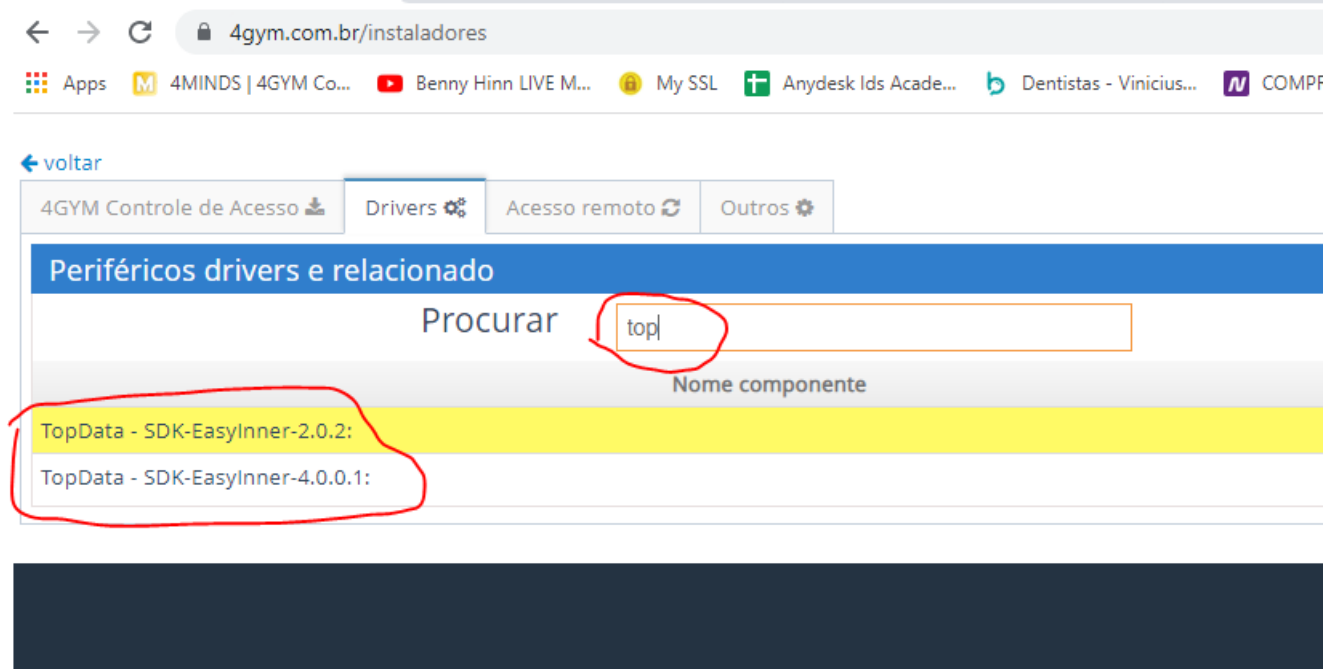 4gym.com.br/instaladores
Apps 4MINDS | 4GYM Co... Benny Hinn LIVE M... My SSL Anydesk Ids Acade... Dentistas - Vinicius... COMPR
voltar
4GYM Controle de Acesso Drivers Acesso remoto Outros
Periféricos drivers e relacionado
Procurar top
Nome componente
TopData - SDK-EasyInner-2.0.2:
TopData - SDK-EasyInner-4.0.0.1: